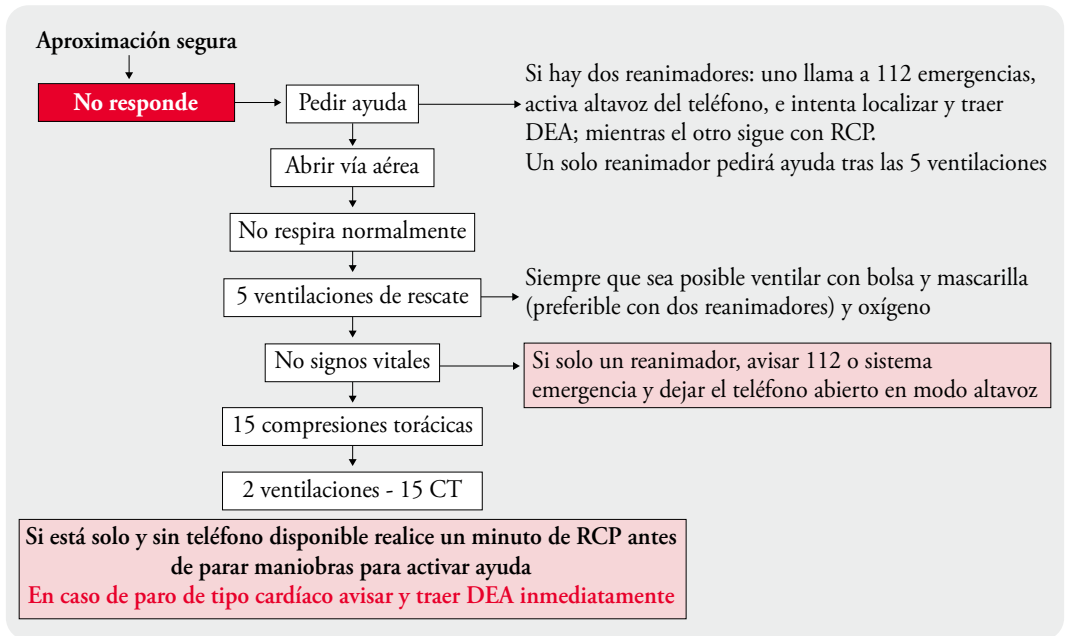 Aproximación segura
No responde
Pedir ayuda
Si hay dos reanimadores: uno llama a 112 emergencias,
activa altavoz del teléfono, e intenta localizar y traer
DEA; mientras el otro sigue con RCP.
Un solo reanimador pedirá ayuda tras las 5 ventilaciones
Abrir vía aérea
No respira normalmente
5 ventilaciones de rescate
Siempre que sea posible ventilar con bolsa y mascarilla
(preferible con dos reanimadores) y oxígeno
No signos vitales
Si solo un reanimador, avisar 112 o sistema
emergencia y dejar el teléfono abierto en modo altavoz
15 compresiones torácicas
2 ventilaciones - 15 CT
Si está solo y sin teléfono disponible realice un minuto de RCP antes
de parar maniobras para activar ayuda
En caso de paro de tipo cardíaco avisar y traer DEA inmediatamente